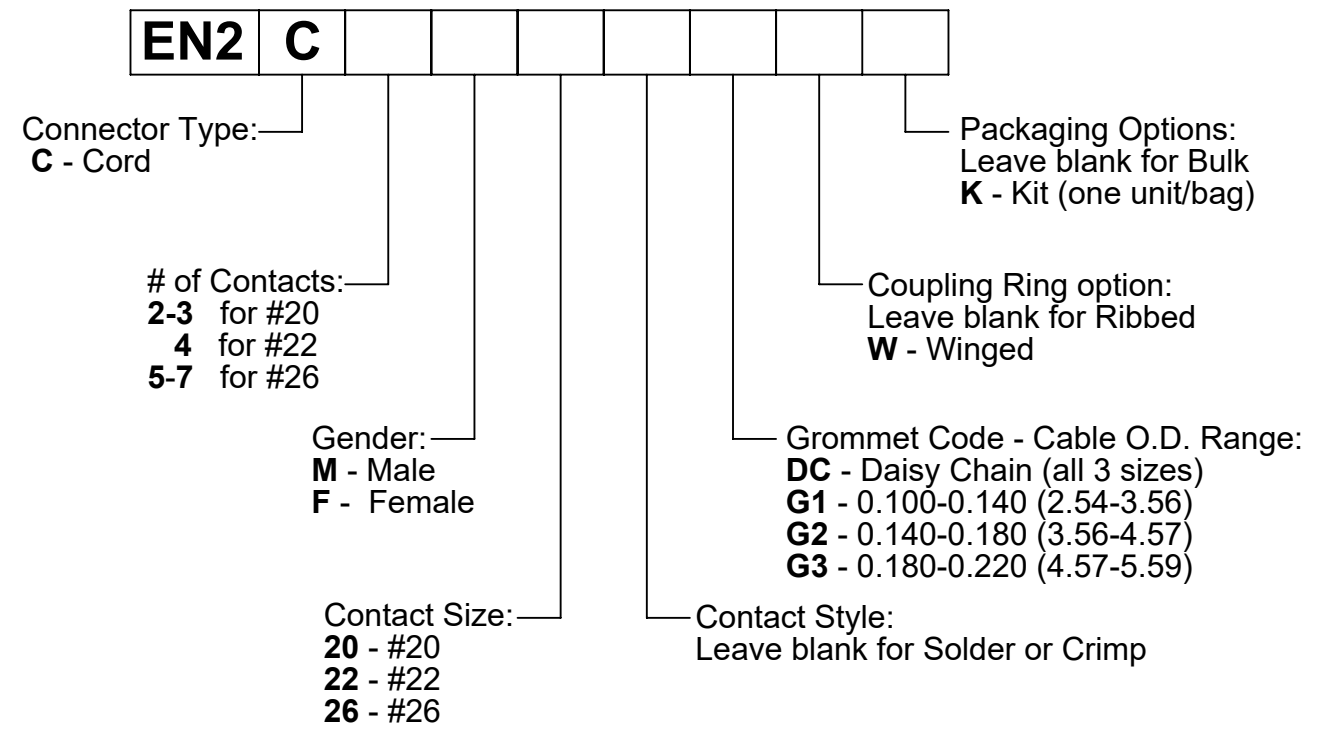 EN2 C
Connector Type:
C - Cord
# of Contacts:
2-3 for #20
4 for #22
5-7 for #26
Gender:
M - Male
F - Female
Contact Size:
20 - #20
22 - #22
26 - #26
Contact Style:
Leave blank for Solder or Crimp
Grommet Code - Cable O.D. Range:
DC - Daisy Chain (all 3 sizes)
G1 - 0.100-0.140 (2.54-3.56)
G2 - 0.140-0.180 (3.56-4.57)
G3 - 0.180-0.220 (4.57-5.59)
Coupling Ring option:
Leave blank for Ribbed
W - Winged
Packaging Options:
Leave blank for Bulk
K - Kit (one unit/bag)